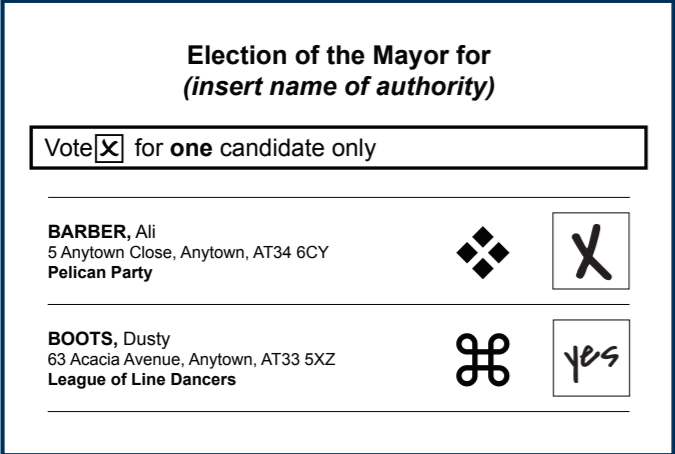 Election of the Mayor for
(insert name of authority)
Vote X for one candidate only
BARBER, Ali
5 Anytown Close, Anytown, AT34 6CY
Pelican Party
X
BOOTS, Dusty
63 Acacia Avenue, Anytown, AT33 5XZ
League of Line Dancers
yes